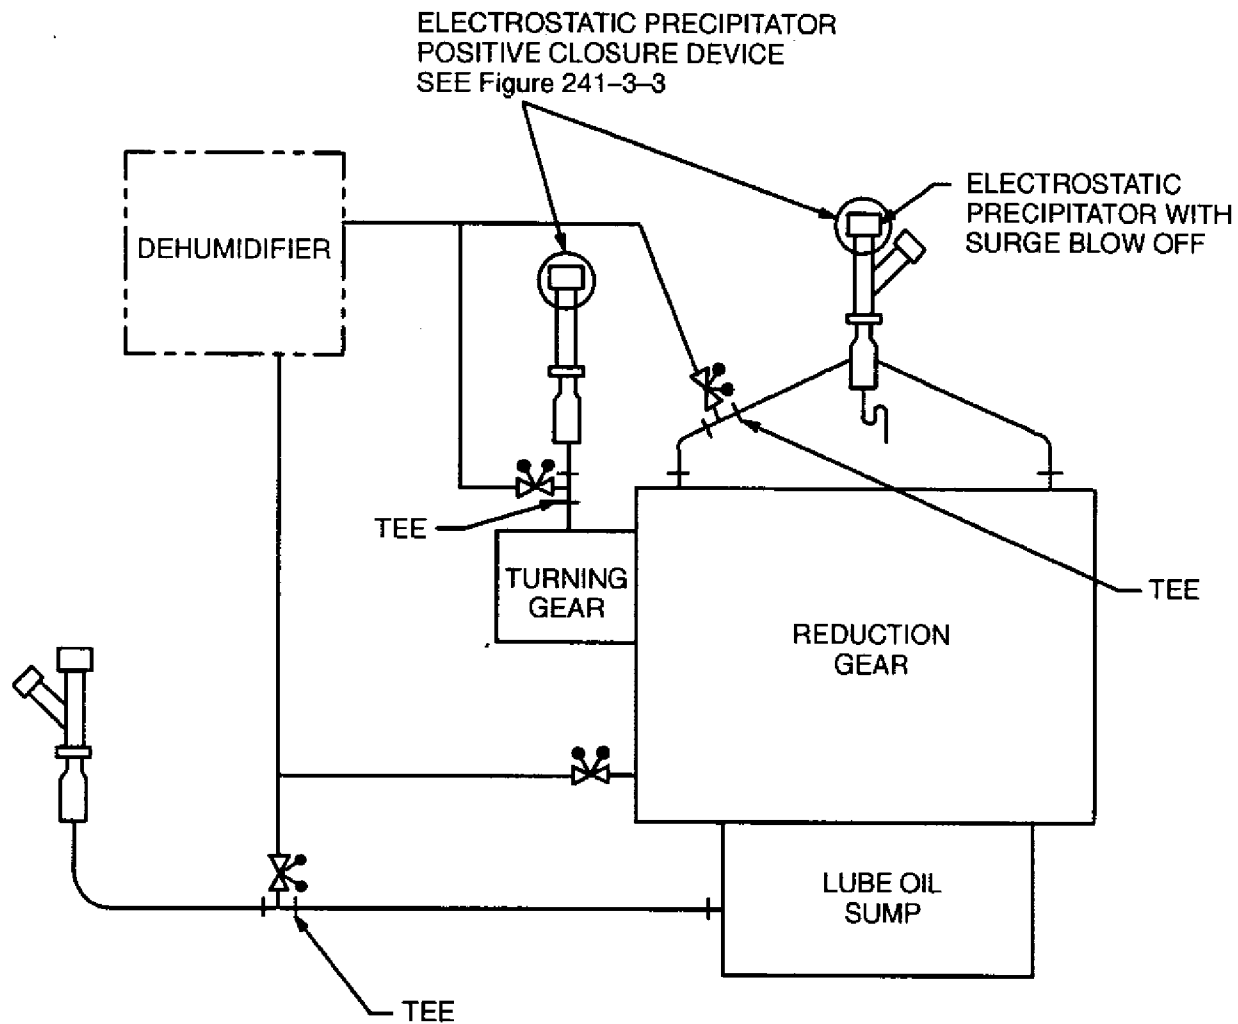 ELECTROSTATIC PRECIPITATOR
POSITIVE CLOSURE DEVICE
SEE Figure 241-3-3
ELECTROSTATIC
PRECIPITATOR WITH
SURGE BLOW OFF
DEHUMIDIFIER
TEE
TURNING
GEAR
TEE
REDUCTION
GEAR
LUBE OIL
SUMP
TEE